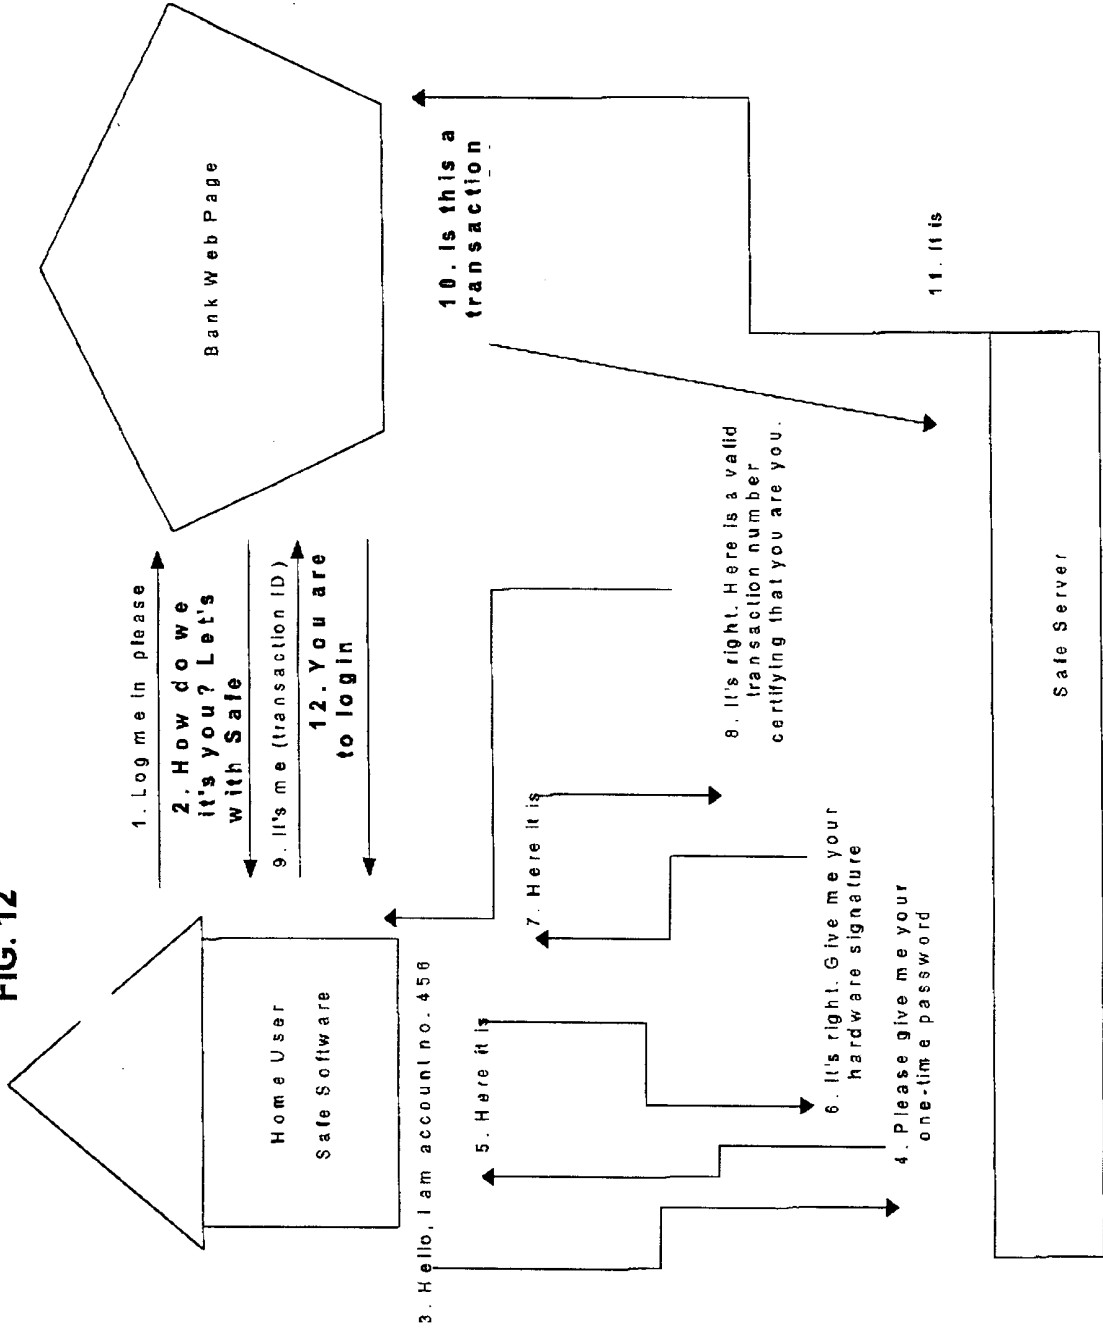 FIG. 12
1. Log me in please
2. How do we
it's you? Let's
with Safe
9. It's me (transaction ID)
12. You are
to login
Bank Web Page
Home User
Safe Software
3. Hello, I am account no. 456
5. Here it is
7. Here it is
10. Is this a
transaction
8. It's right. Here is a valid
transaction number
certifying that you are you.
6. It's right. Give me your
hardware signature
4. Please give me your
one-time password
11. It is
Safe Server